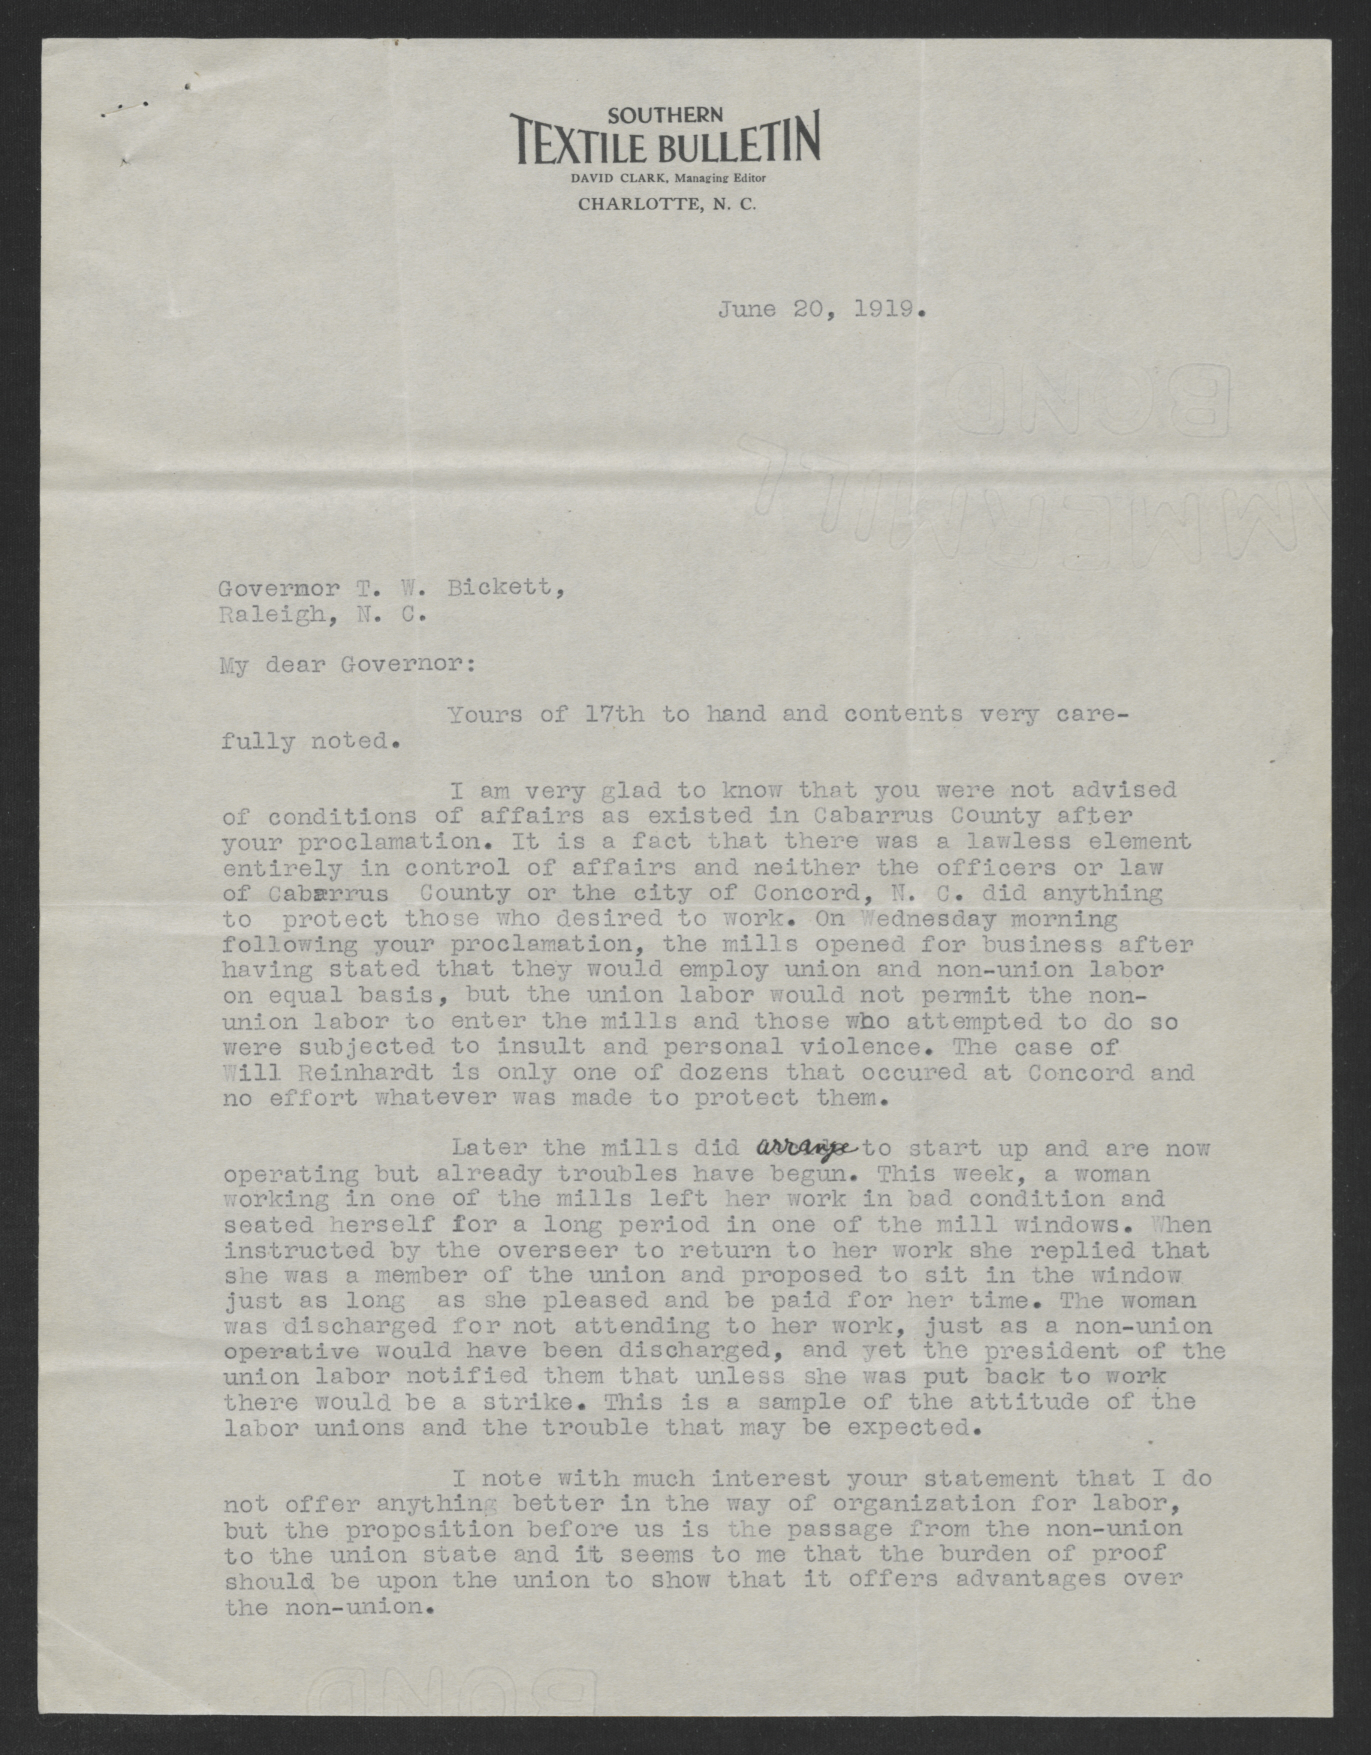 SOUTHERN
TEXTILE BULLETIN
DAVID CLARK, Managing Editor
CHARLOTTE, N. C.
June 20, 1919.
BOND
Governor T. W. Bickett,
Raleigh, N. C.
My dear Governor:
Yours of 17th to hand and contents very care-
fully noted.
I am very glad to know that you were not advised
of conditions of affairs as existed in Cabarrus County after
your proclamation. It is a fact that there was a lawless element
entirely in control of affairs and neither the officers or law
of Cabarrus County or the city of Concord, N. C. did anything
to protect those who desired to work. On Wednesday morning
following your proclamation, the mills opened for business after
having stated that they would employ union and non-union labor
on equal basis, but the union labor would not permit the non-
union labor to enter the mills and those who attempted to do so
were subjected to insult and personal violence. The case of
Will Reinhardt is only one of dozens that occured at Concord and
no effort whatever was made to protect them.
Later the mills did arrange to start up and are now
operating but already troubles have begun. This week, a woman
working in one of the mills left her work in bad condition and
seated herself for a long period in one of the mill windows. When
instructed by the overseer to return to her work she replied that
she was a member of the union and proposed to sit in the window
just as long as she pleased and be paid for her time. The woman
was discharged for not attending to her work, just as a non-union
operative would have been discharged, and yet the president of the
union labor notified them that unless she was put back to work
there would be a strike. This is a sample of the attitude of the
labor unions and the trouble that may be expected.
I note with much interest your statement that I do
not offer anything better in the way of organization for labor,
but the proposition before us is the passage from the non-union
to the union state and it seems to me that the burden of proof
should be upon the union to show that it offers advantages over
the non-union.
BOND